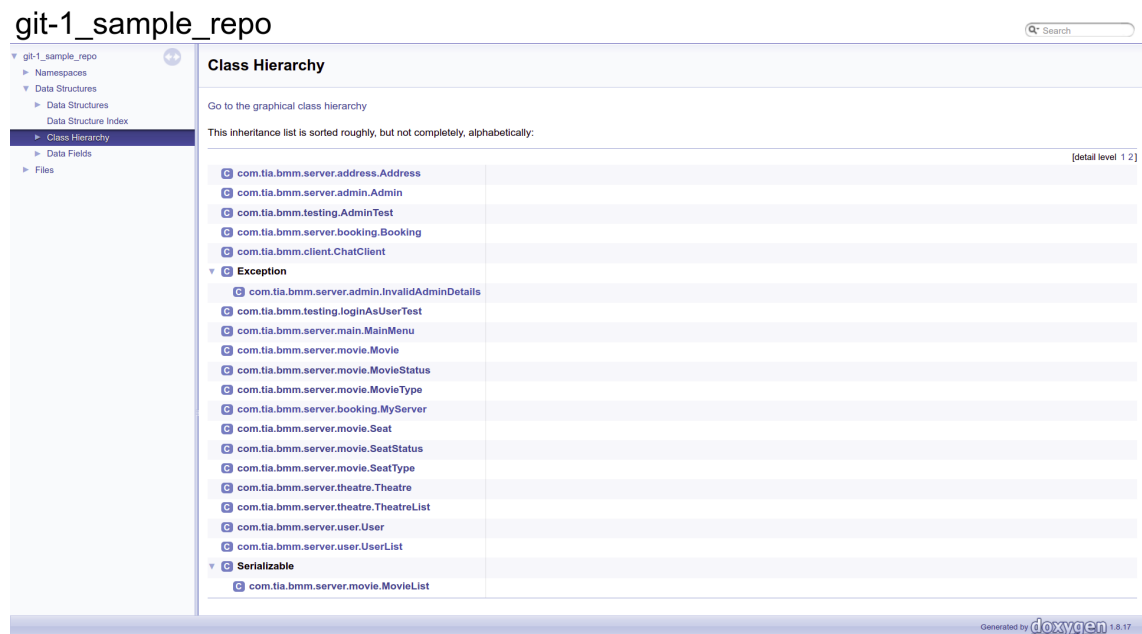 git-1_sample_repo
Search
git-1_sample_repo
Namespaces
Data Structures
Data Structures
Data Structure Index
Class Hierarchy
Data Fields
Files
Class Hierarchy
Go to the graphical class hierarchy
This inheritance list is sorted roughly, but not completely, alphabetically:
[detail level 1 2]
C com.tia.bmm.server.address.Address
C com.tia.bmm.server.admin.Admin
C com.tia.bmm.testing.AdminTest
C com.tia.bmm.server.booking.Booking
C com.tia.bmm.client.ChatClient
C Exception
C com.tia.bmm.server.admin.InvalidAdminDetails
C com.tia.bmm.testing.loginAsUserTest
C com.tia.bmm.server.main.MainMenu
C com.tia.bmm.server.movie.Movie
C com.tia.bmm.server.movie.MovieStatus
C com.tia.bmm.server.movie.MovieType
C com.tia.bmm.server.booking.MyServer
C com.tia.bmm.server.movie.Seat
C com.tia.bmm.server.movie.SeatStatus
C com.tia.bmm.server.movie.SeatType
C com.tia.bmm.server.theatre.Theatre
C com.tia.bmm.server.theatre.TheatreList
C com.tia.bmm.server.user.User
C com.tia.bmm.server.user.UserList
C Serializable
C com.tia.bmm.server.movie.MovieList
Generated by doxygen 1.8.17